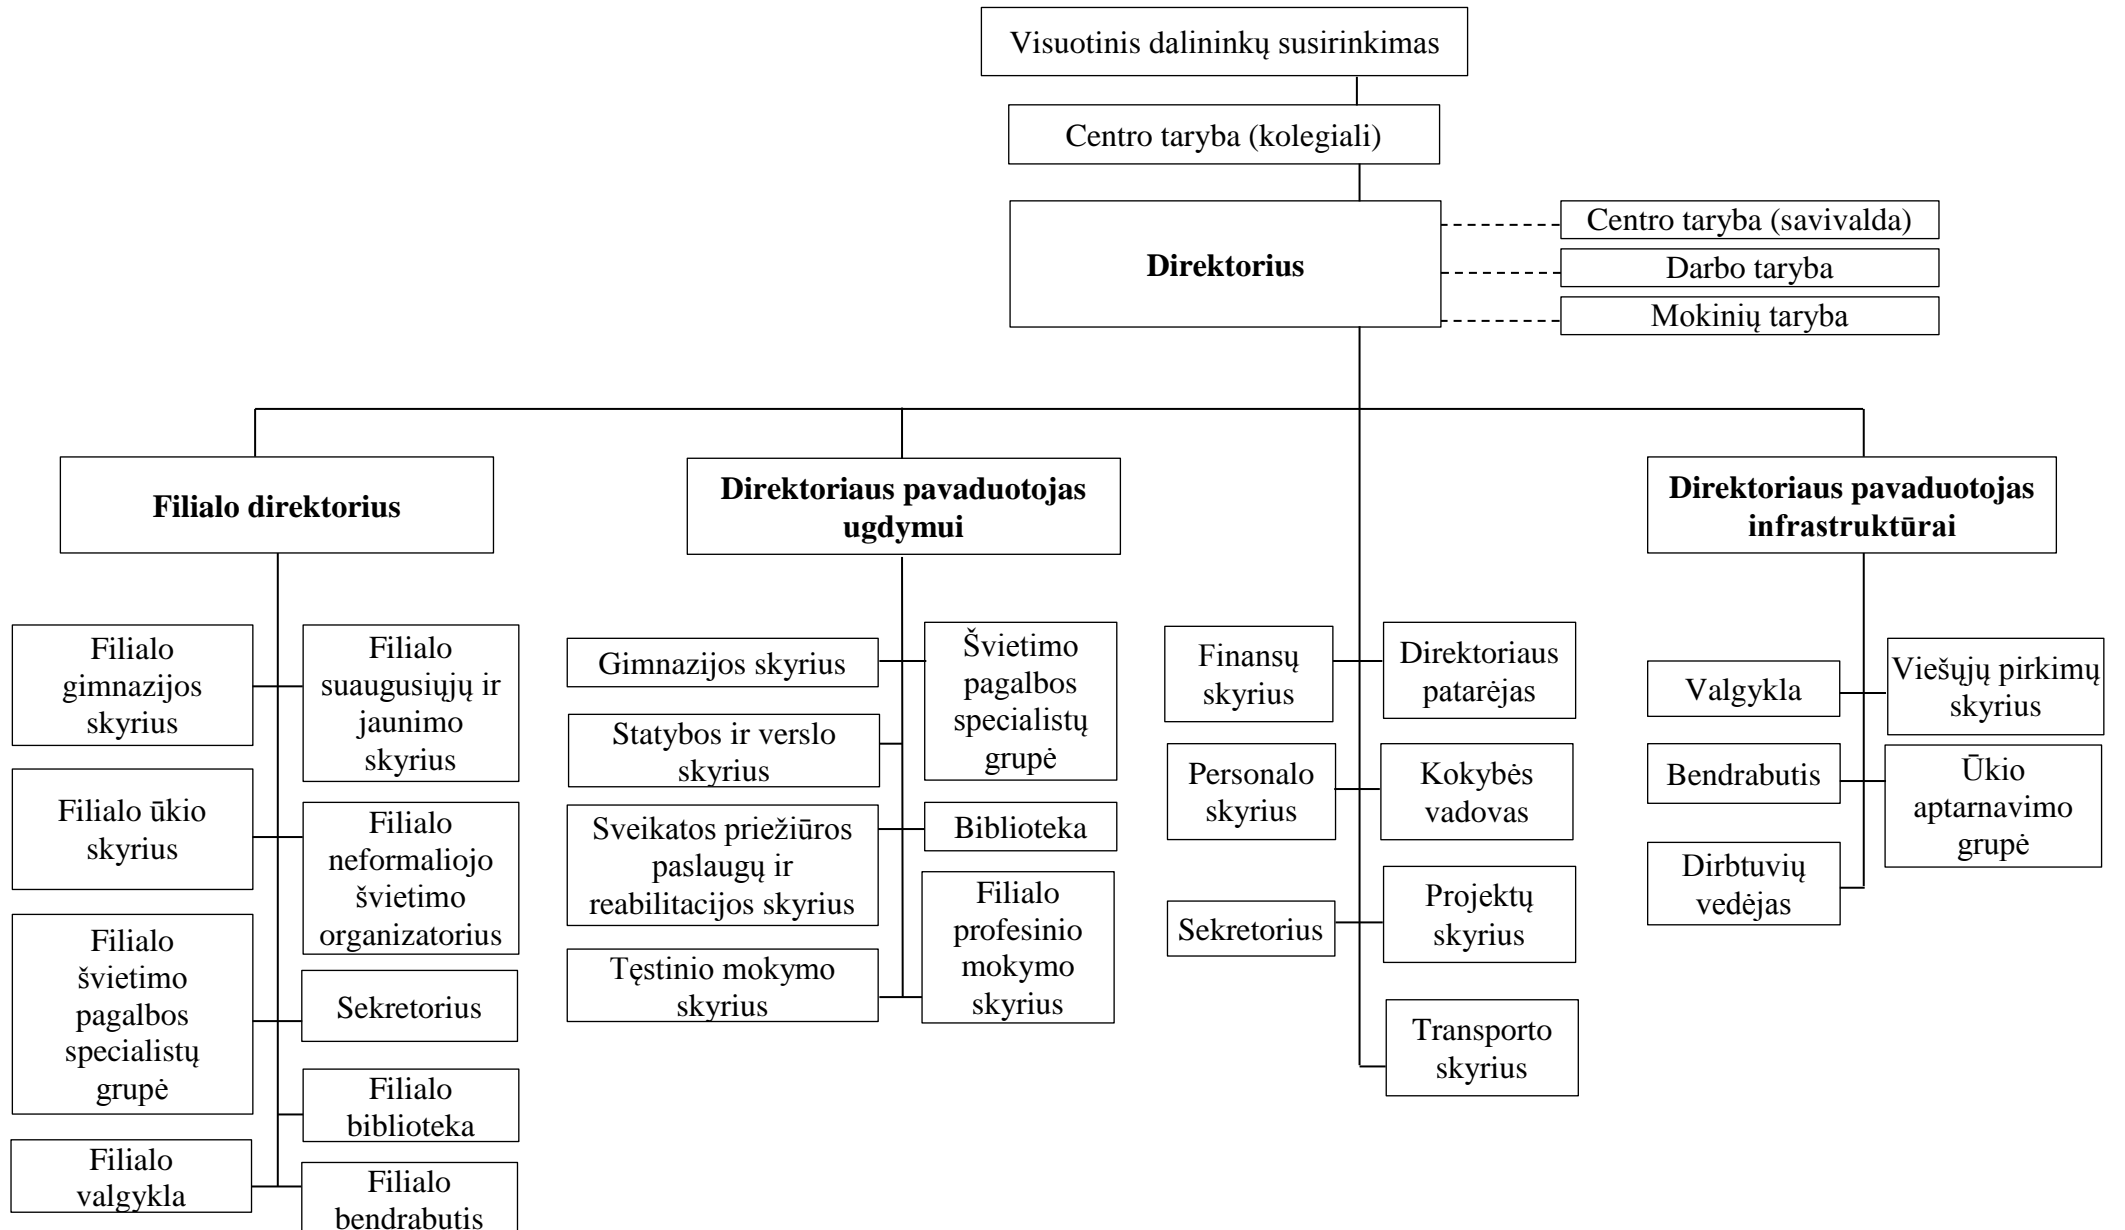 Visuotinis dalininkų susirinkimas
Centro taryba (kolegiali)
Direktorius
Centro taryba (savivalda)
Darbo taryba
Mokinių taryba
Filialo direktorius
Filialo
gimnazijos
skyrius
Filialo
suaugusiųjų ir
jaunimo
skyrius
Filialo ūkio
skyrius
Filialo
neformaliojo
švietimo
organizatorius
Filialo
švietimo
pagalbos
specialistų
grupė
Sekretorius
Filialo
biblioteka
Filialo
valgykla
Filialo
bendrabutis
Direktoriaus pavaduotojas
ugdymui
Gimnazijos skyrius
Švietimo
pagalbos
specialistų
grupė
Statybos ir verslo
skyrius
Sveikatos priežiūros
paslaugų ir
reabilitacijos skyrius
Biblioteka
Tęstinio mokymo
skyrius
Filialo
profesinio
mokymo
skyrius
Finansų
skyrius
Direktoriaus
patarėjas
Personalo
skyrius
Kokybės
vadovas
Sekretorius
Projektų
skyrius
Transporto
skyrius
Direktoriaus pavaduotojas
infrastruktūrai
Valgykla
Viešųjų pirkimų
skyrius
Bendrabutis
Ūkio
aptarnavimo
grupė
Dirbtuvių
vedėjas